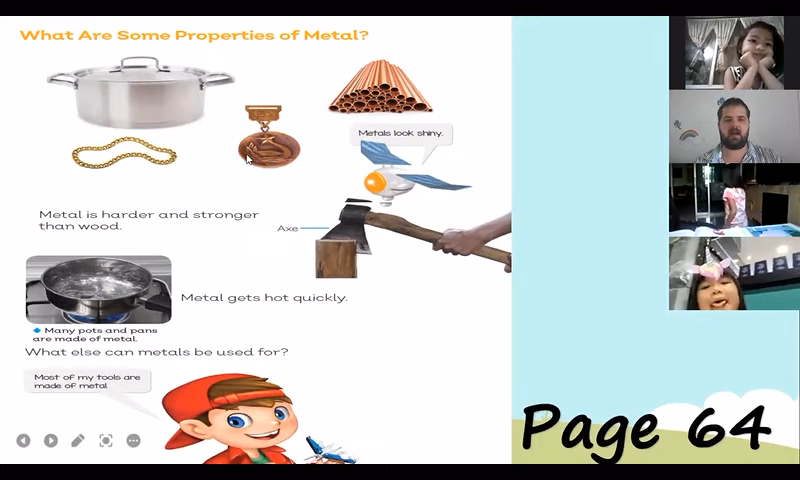 What Are Some Properties of Metal?
Metals look shiny.
Metal is harder and stronger
than wood.
Axe
Metal gets hot quickly.
Many pots and pans
are made of metal.
What else can metals be used for?
Most of my tools are
made of metal
Page 64